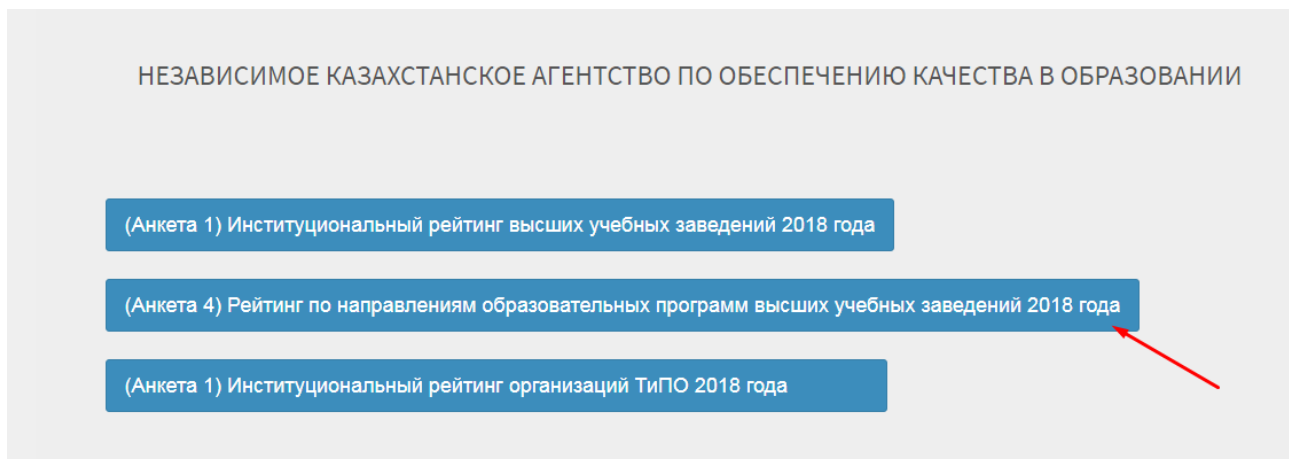 НЕЗАВИСИМОЕ КАЗАХСТАНСКОЕ АГЕНТСТВО ПО ОБЕСПЕЧЕНИЮ КАЧЕСТВА В ОБРАЗОВАНИИ
(Анкета 1) Институциональный рейтинг высших учебных заведений 2018 года
(Анкета 4) Рейтинг по направлениям образовательных программ высших учебных заведений 2018 года
(Анкета 1) Институциональный рейтинг организаций ТиПО 2018 года